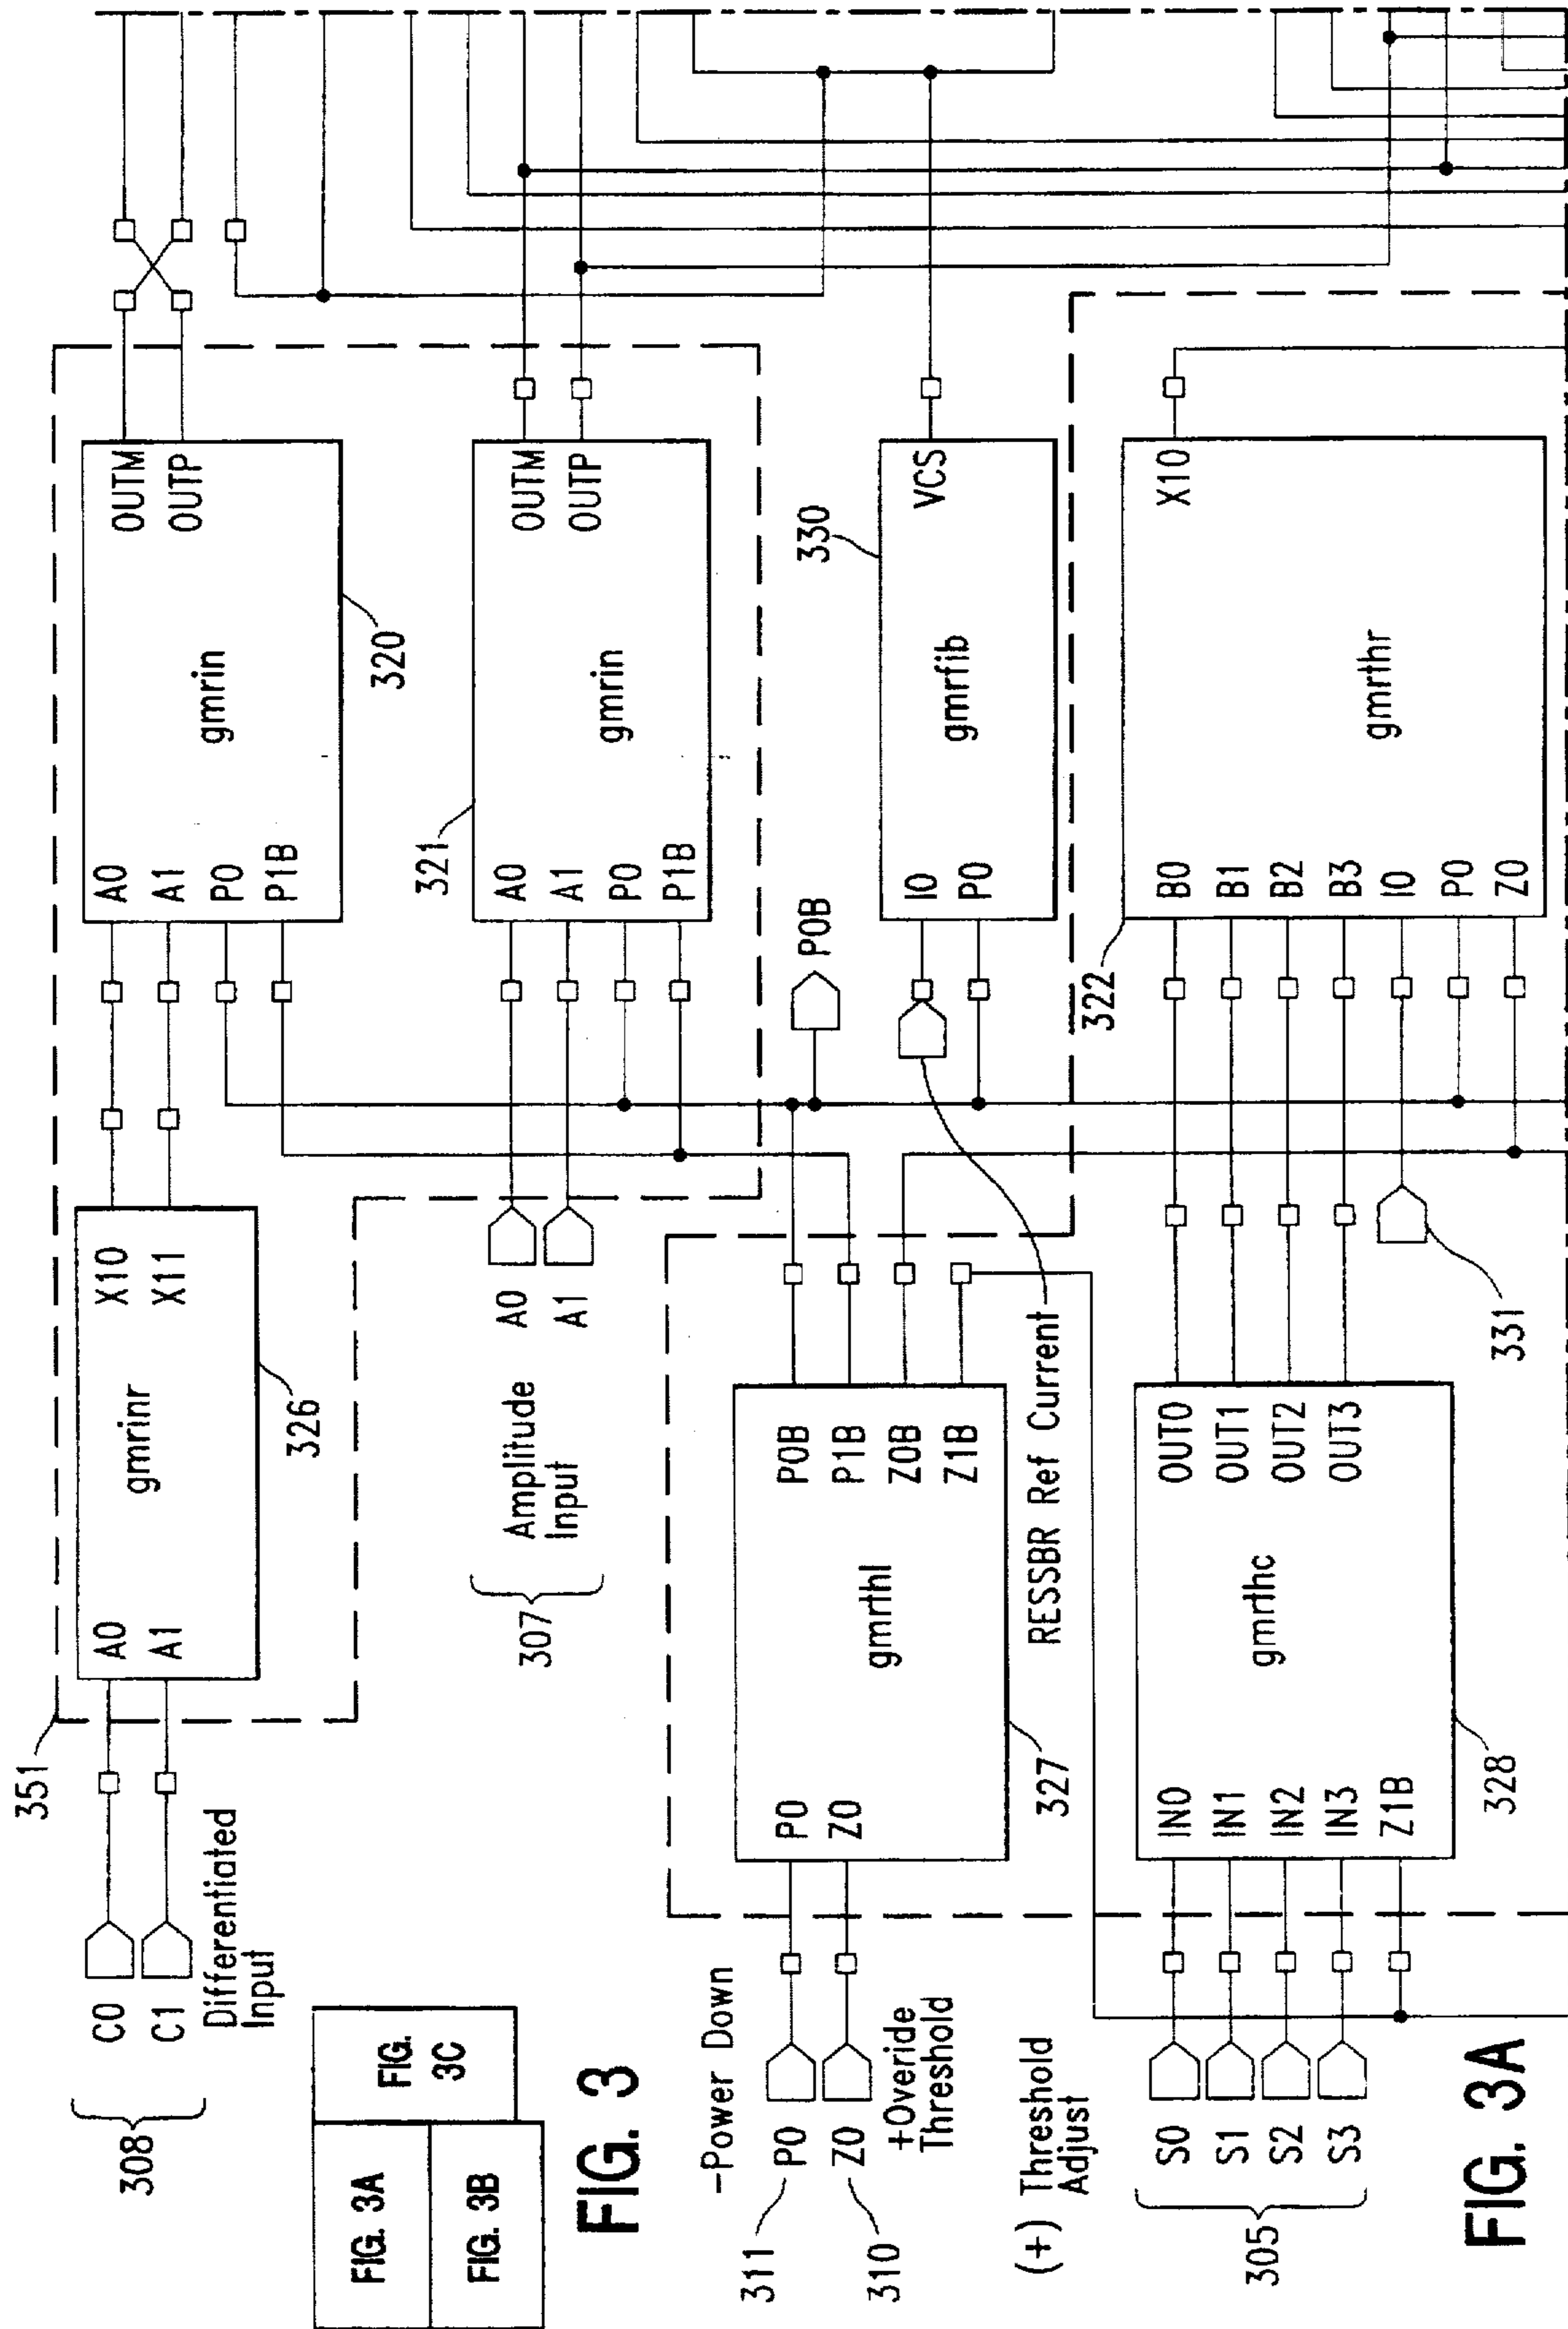 351
308
C0
C1
Differentiated
Input
A0
A1
gmrinr
X10
X11
326
A0
A1
P0
P1B
gmrin
OUTM
OUTP
320
FIG. 3A
FIG. 3B
FIG.
3C
FIG. 3
307
Amplitude
Input
A0
A1
321
A0
A1
P0
P1B
gmrin
OUTM
OUTP
-Power Down
311
P0
310
Z0
+Overide
Threshold
P0
Z0
gmrthl
P0B
P1B
Z0B
Z1B
327
P0B
RESSBR Ref Current
330
I0
P0
gmrfib
VCS
(+) Threshold
Adjust
305
S0
S1
S2
S3
IN0
IN1
IN2
IN3
Z1B
gmrthc
OUT0
OUT1
OUT2
OUT3
328
331
322
B0
B1
B2
B3
I0
P0
Z0
gmrthr
X10
FIG. 3A